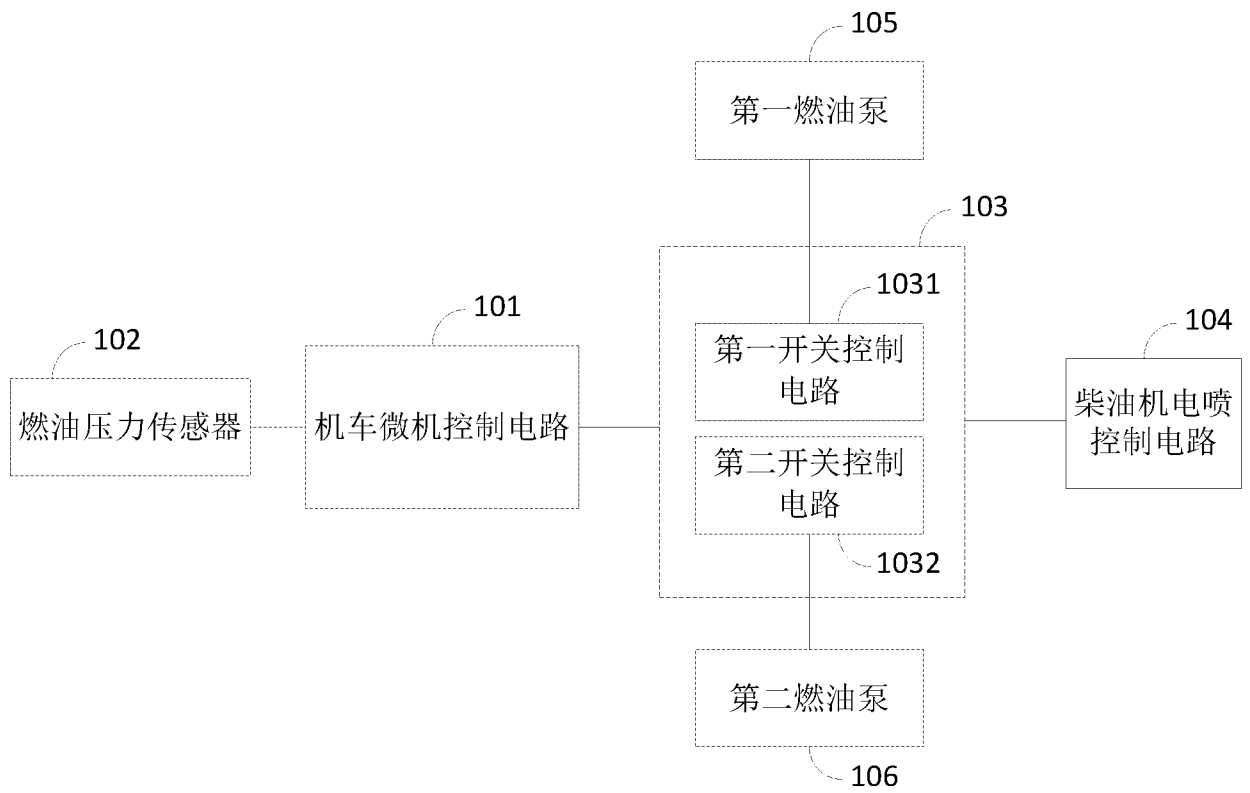 105
第一燃油泵
103
1031
第一开关控制
电路
101
102
104
燃油压力传感器
机车微机控制电路
柴油机电喷
控制电路
第二开关控制
电路
1032
第二燃油泵
106